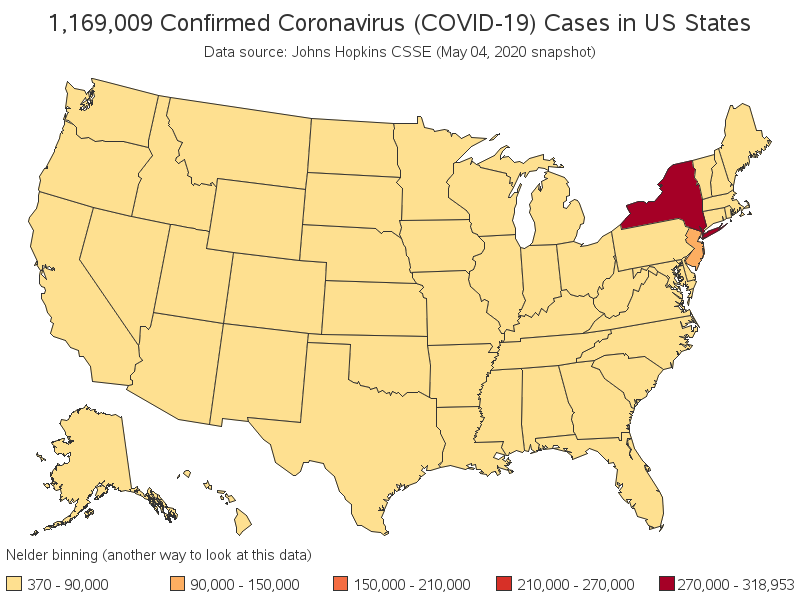 1,169,009 Confirmed Coronavirus (COVID-19) Cases in US States
Data source: Johns Hopkins CSSE (May 04, 2020 snapshot)
Nelder binning (another way to look at this data)
370 - 90,000 90,000 - 150,000 150,000 - 210,000 210,000 - 270,000 270,000 - 318,953